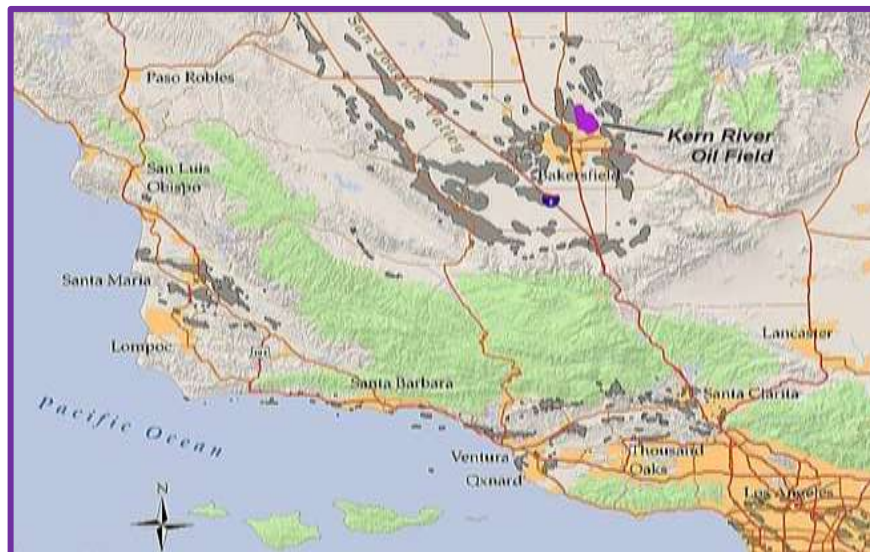 Paso Robles
San Joaquin
Valley
Kern River
Oil Field
Bakersfield
San Luis
Obispo
5
Santa Maria
Lompoc
Lancaster
Santa Barbara
Santa Clarita
Pacific Ocean
Ventura
Thousand
Oaks
Oxnard
Los Angeles
N